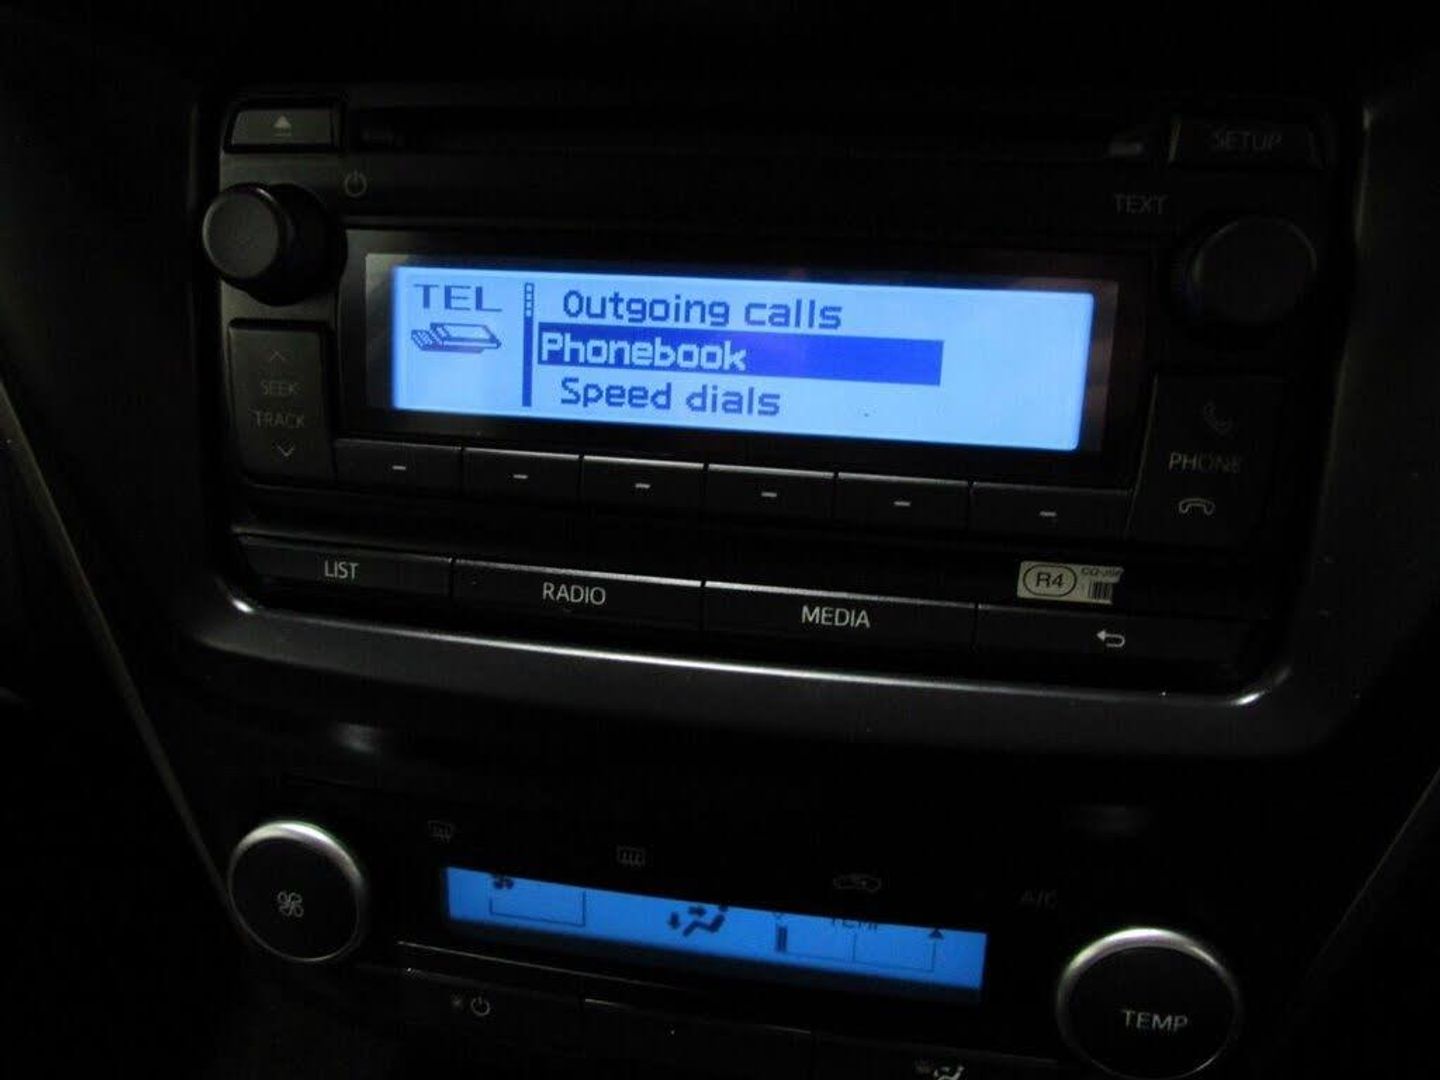 SETUP
TEXT
TEL
Outgoing calls
Phonebook
Speed dials
SEEK
TRACK
PHONE
LIST
RADIO
MEDIA
R4
A/C
TEMP
TEMP